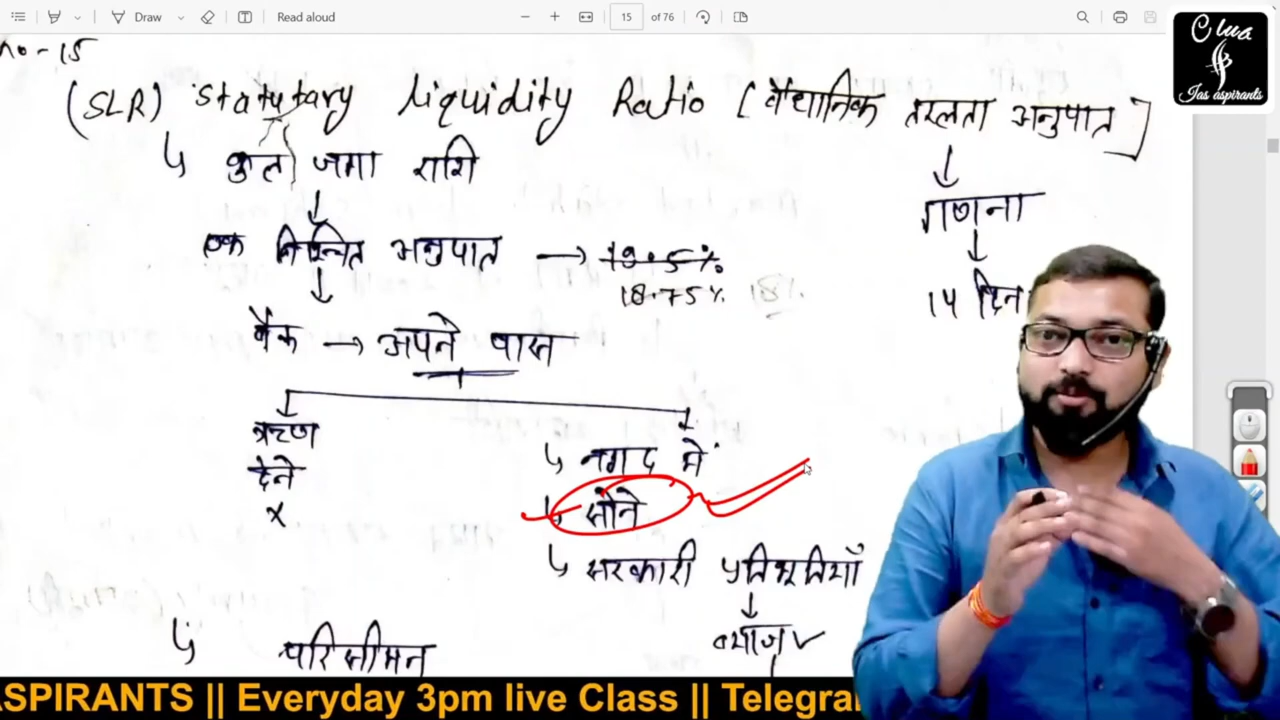 Draw
Read aloud
15 of 76
Clua
Ias aspirants
no - 15
(SLR) Statutary liquidity Ratio [वैधानिक तरलता अनुपात]
↳ कुल जमा राशि
↓
गणना
↓
एक निश्चित अनुपात → 19.5%
18.75% 18%
14 दिन
↓
बैंक → अपने पास
ऋण
देने
x
↳ नगद में
↳ सोने
↳ सरकारी प्रतिभूतियाँ
↓
ब्याज ✓
↳ परिसीमन
ASPIRANTS || Everyday 3pm live Class || Telegra